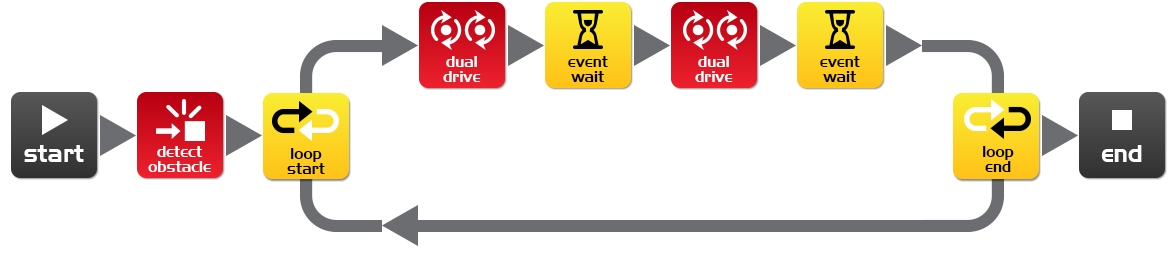 start
detect
obstacle
loop
start
dual
drive
event
wait
dual
drive
event
wait
loop
end
end